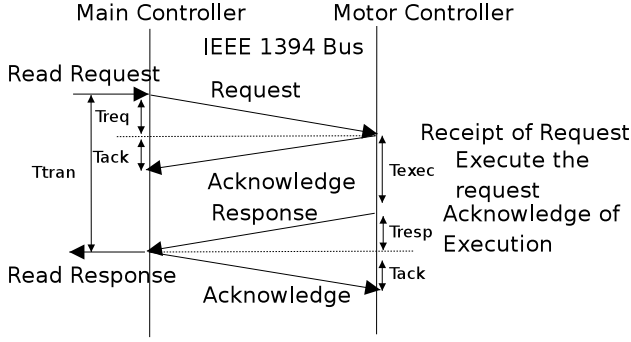 Main Controller
Motor Controller
IEEE 1394 Bus
Read Request
Request
Treq
Receipt of Request
Tack
Execute the
request
Ttran
Texec
Acknowledge
Response
Acknowledge of
Execution
Tresp
Read Response
Tack
Acknowledge